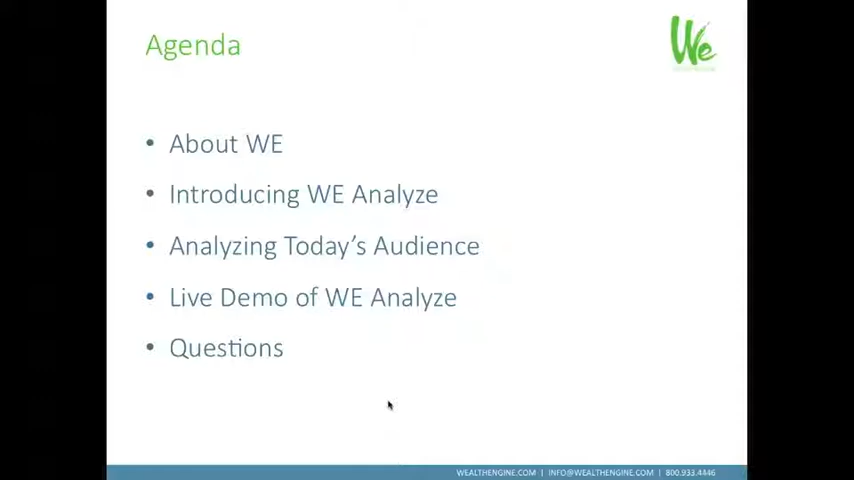 Agenda
We
• About WE
• Introducing WE Analyze
• Analyzing Today's Audience
• Live Demo of WE Analyze
• Questions
WEALTHENGINE.COM | INFO@WEALTHENGINE.COM | 800.933.4446